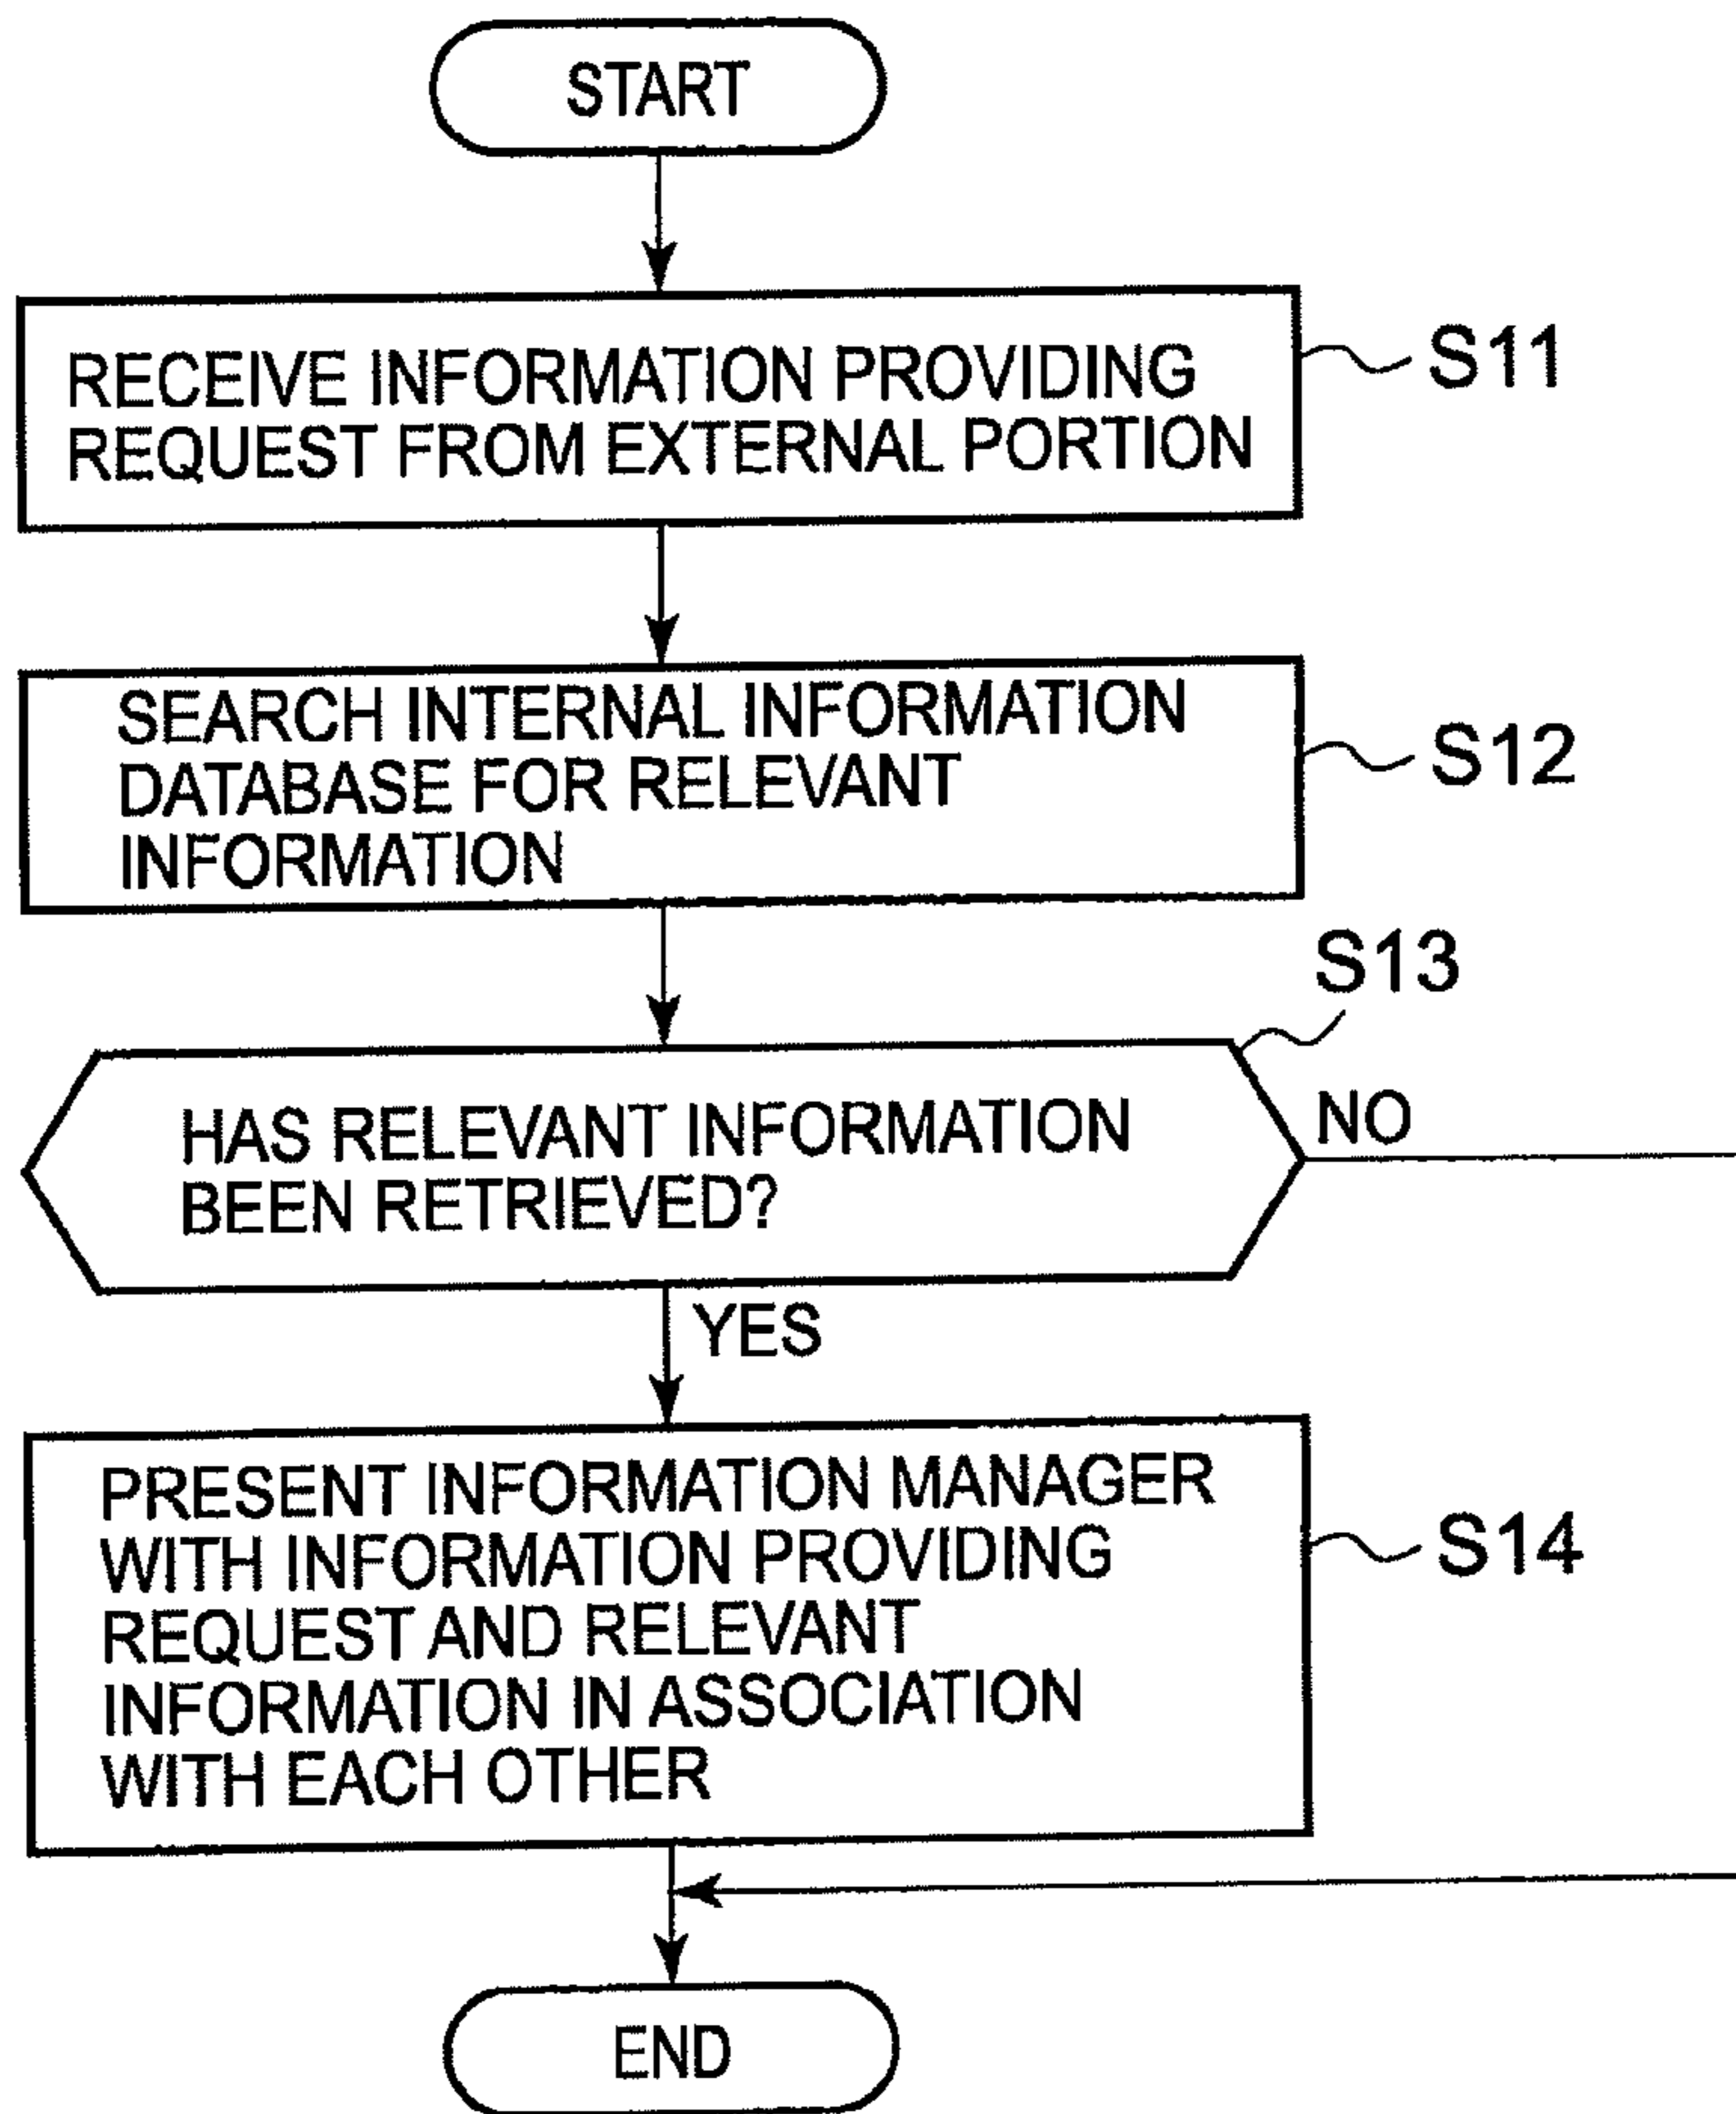 START
RECEIVE INFORMATION PROVIDING
REQUEST FROM EXTERNAL PORTION
S11
SEARCH INTERNAL INFORMATION
DATABASE FOR RELEVANT
INFORMATION
S12
S13
HAS RELEVANT INFORMATION
BEEN RETRIEVED?
NO
YES
PRESENT INFORMATION MANAGER
WITH INFORMATION PROVIDING
REQUEST AND RELEVANT
INFORMATION IN ASSOCIATION
WITH EACH OTHER
S14
END